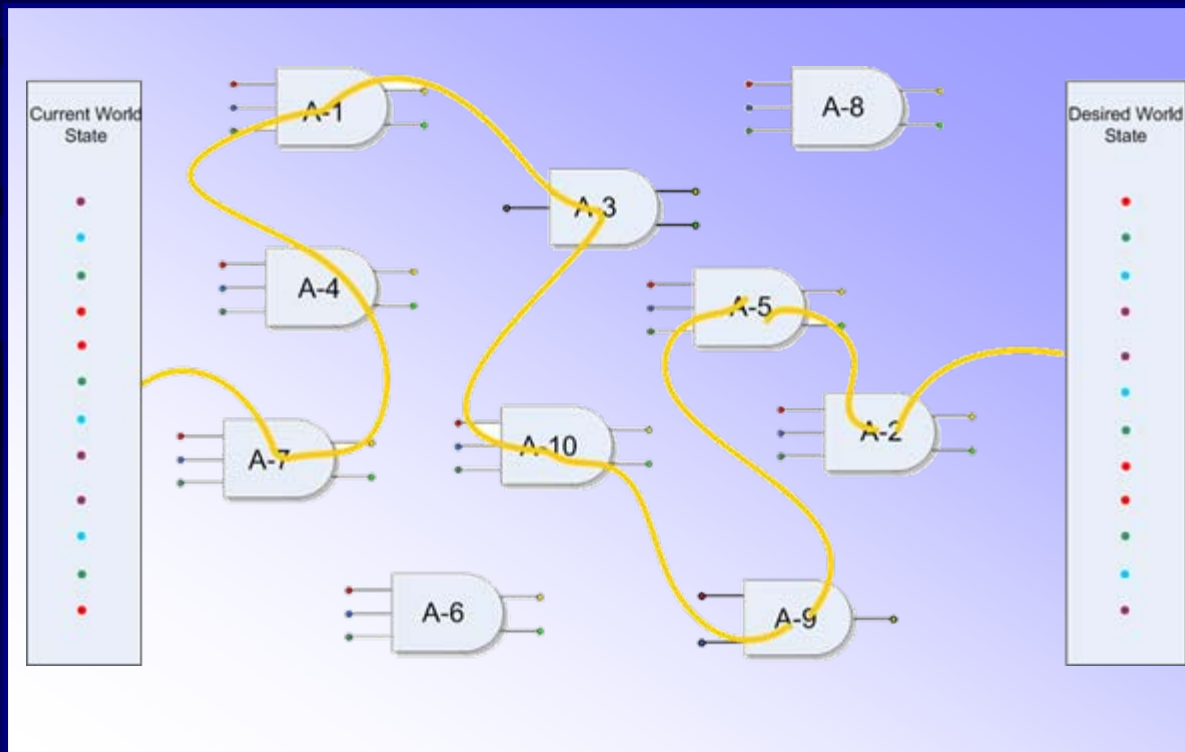 Current World
State
A-1
A-8
Desired World
State
A-3
A-4
A-5
A-2
A-7
A-10
A-6
A-9